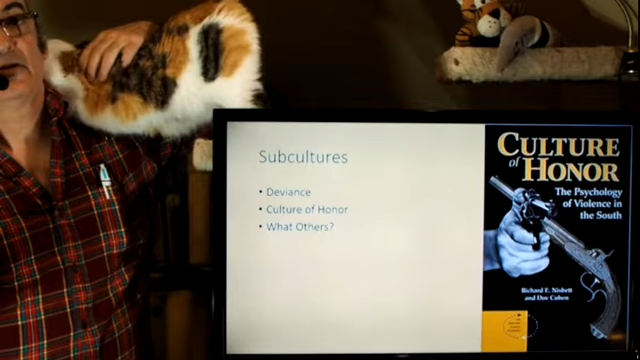 Subcultures
• Deviance
• Culture of Honor
• What Others?
CULTURE
of HONOR
The Psychology
of Violence in
the South
Richard E. Nisbett
and Dov Cohen